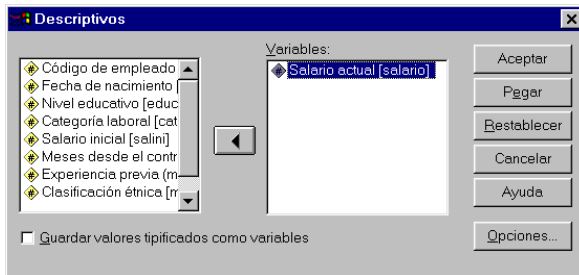 Descriptivos
Variables:
Código de empleado
Fecha de nacimiento [
Nivel educativo [educ
Categoría laboral [cat
Salario inicial [salini]
Meses desde el contr
Experiencia previa (m
Clasificación étnica [m
Salario actual [salario]
Aceptar
Pegar
Restablecer
Cancelar
Ayuda
Opciones...
Guardar valores tipificados como variables